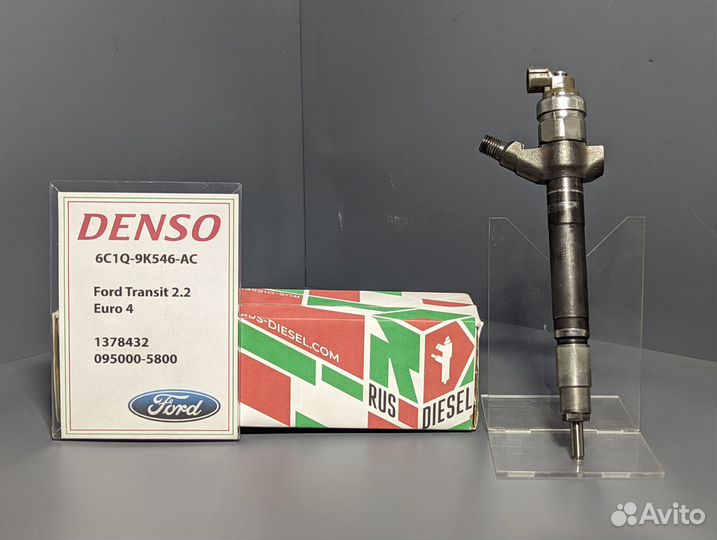 DENSO
6C1Q-9K546-AC
Ford Transit 2.2
Euro 4
1378432
095000-5800
Ford
RUS-DIESEL.COM
RUS
DIESEL
Avito